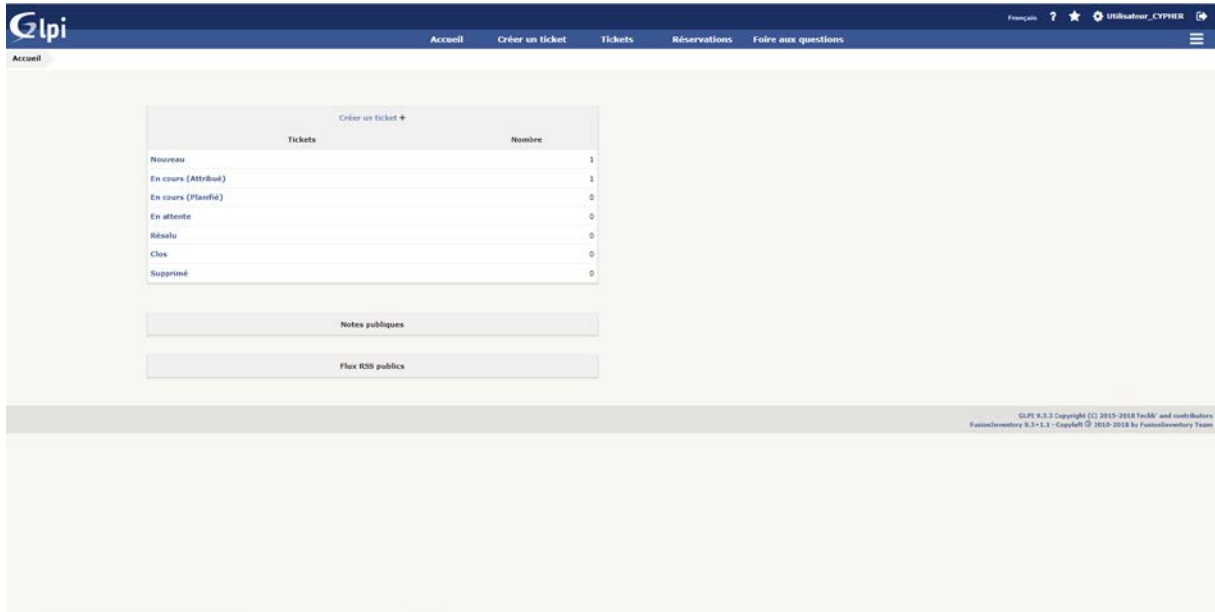 Glpi
Français ? Utilisateur_CYPHER
Accueil Créer un ticket Tickets Réservations Foire aux questions
Accueil
Créer un ticket +
Tickets Nombre
Nouveau 1
En cours (Attribué) 1
En cours (Planifié) 0
En attente 0
Résolu 0
Clos 0
Supprimé 0
Notes publiques
Flux RSS publics
GLPI 9.3.3 Copyright (C) 2015-2018 Teclib' and contributors
FusionInventory 9.3+1.1 - Copyleft 2010-2018 by FusionInventory Team